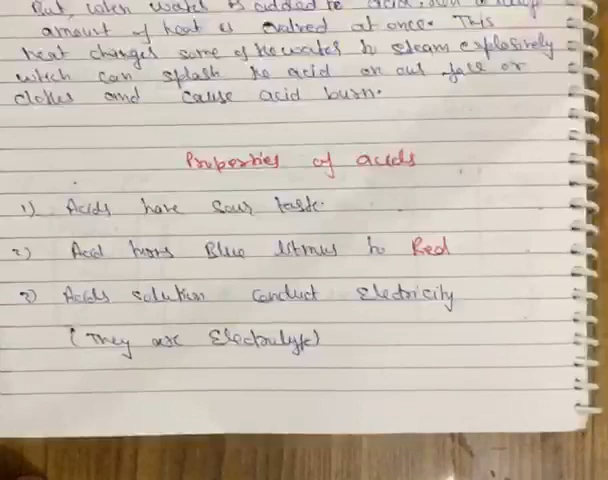 But, when water is added to acid
amount of heat is evolved at once. This
heat changes some of the water to steam explosively
which can splash the acid on our face or
clothes and cause acid burn.
Properties of acids
1) Acids have sour taste.
2) Acid turns Blue litmus to Red
3) Acids solution conduct Electricity
(They are Electrolyte)